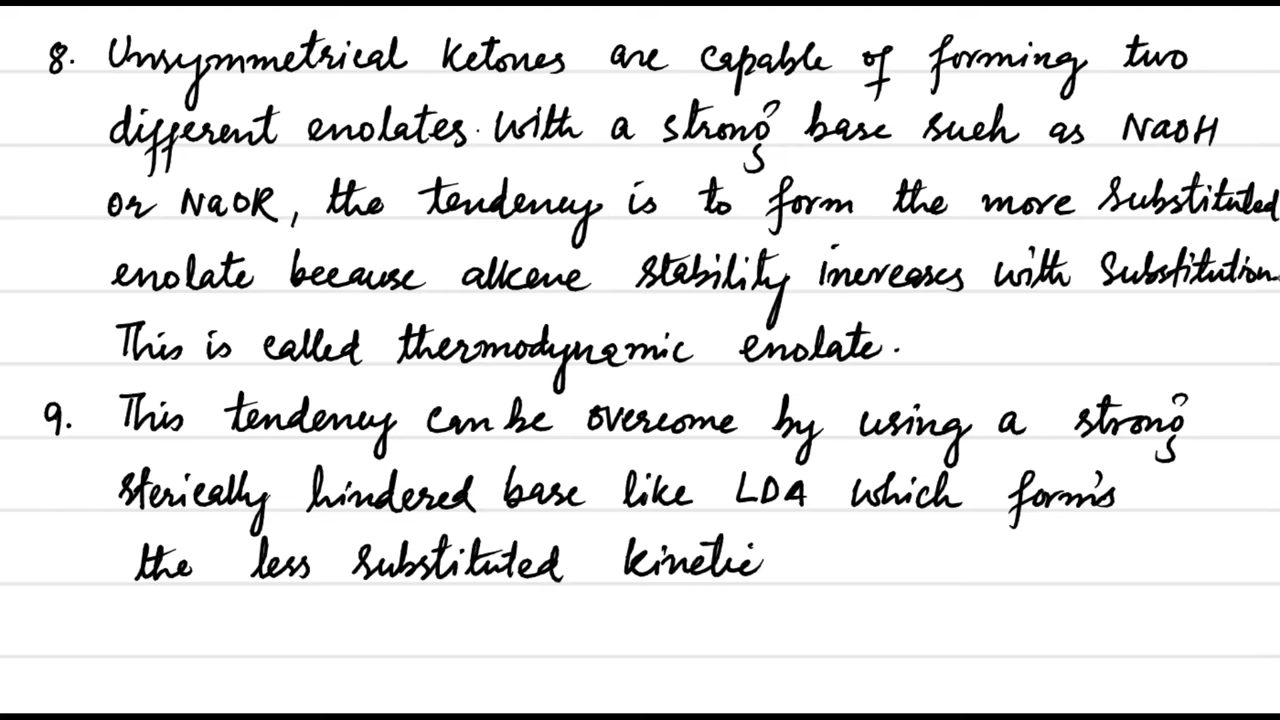 8. Unsymmetrical ketones are capable of forming two
different enolates. With a strong base such as NaOH
or NaOR, the tendency is to form the more substituted
enolate because alkene stability increases with substitution.
This is called thermodynamic enolate.
9. This tendency can be overcome by using a strong
sterically hindered base like LDA which forms
the less substituted kinetic